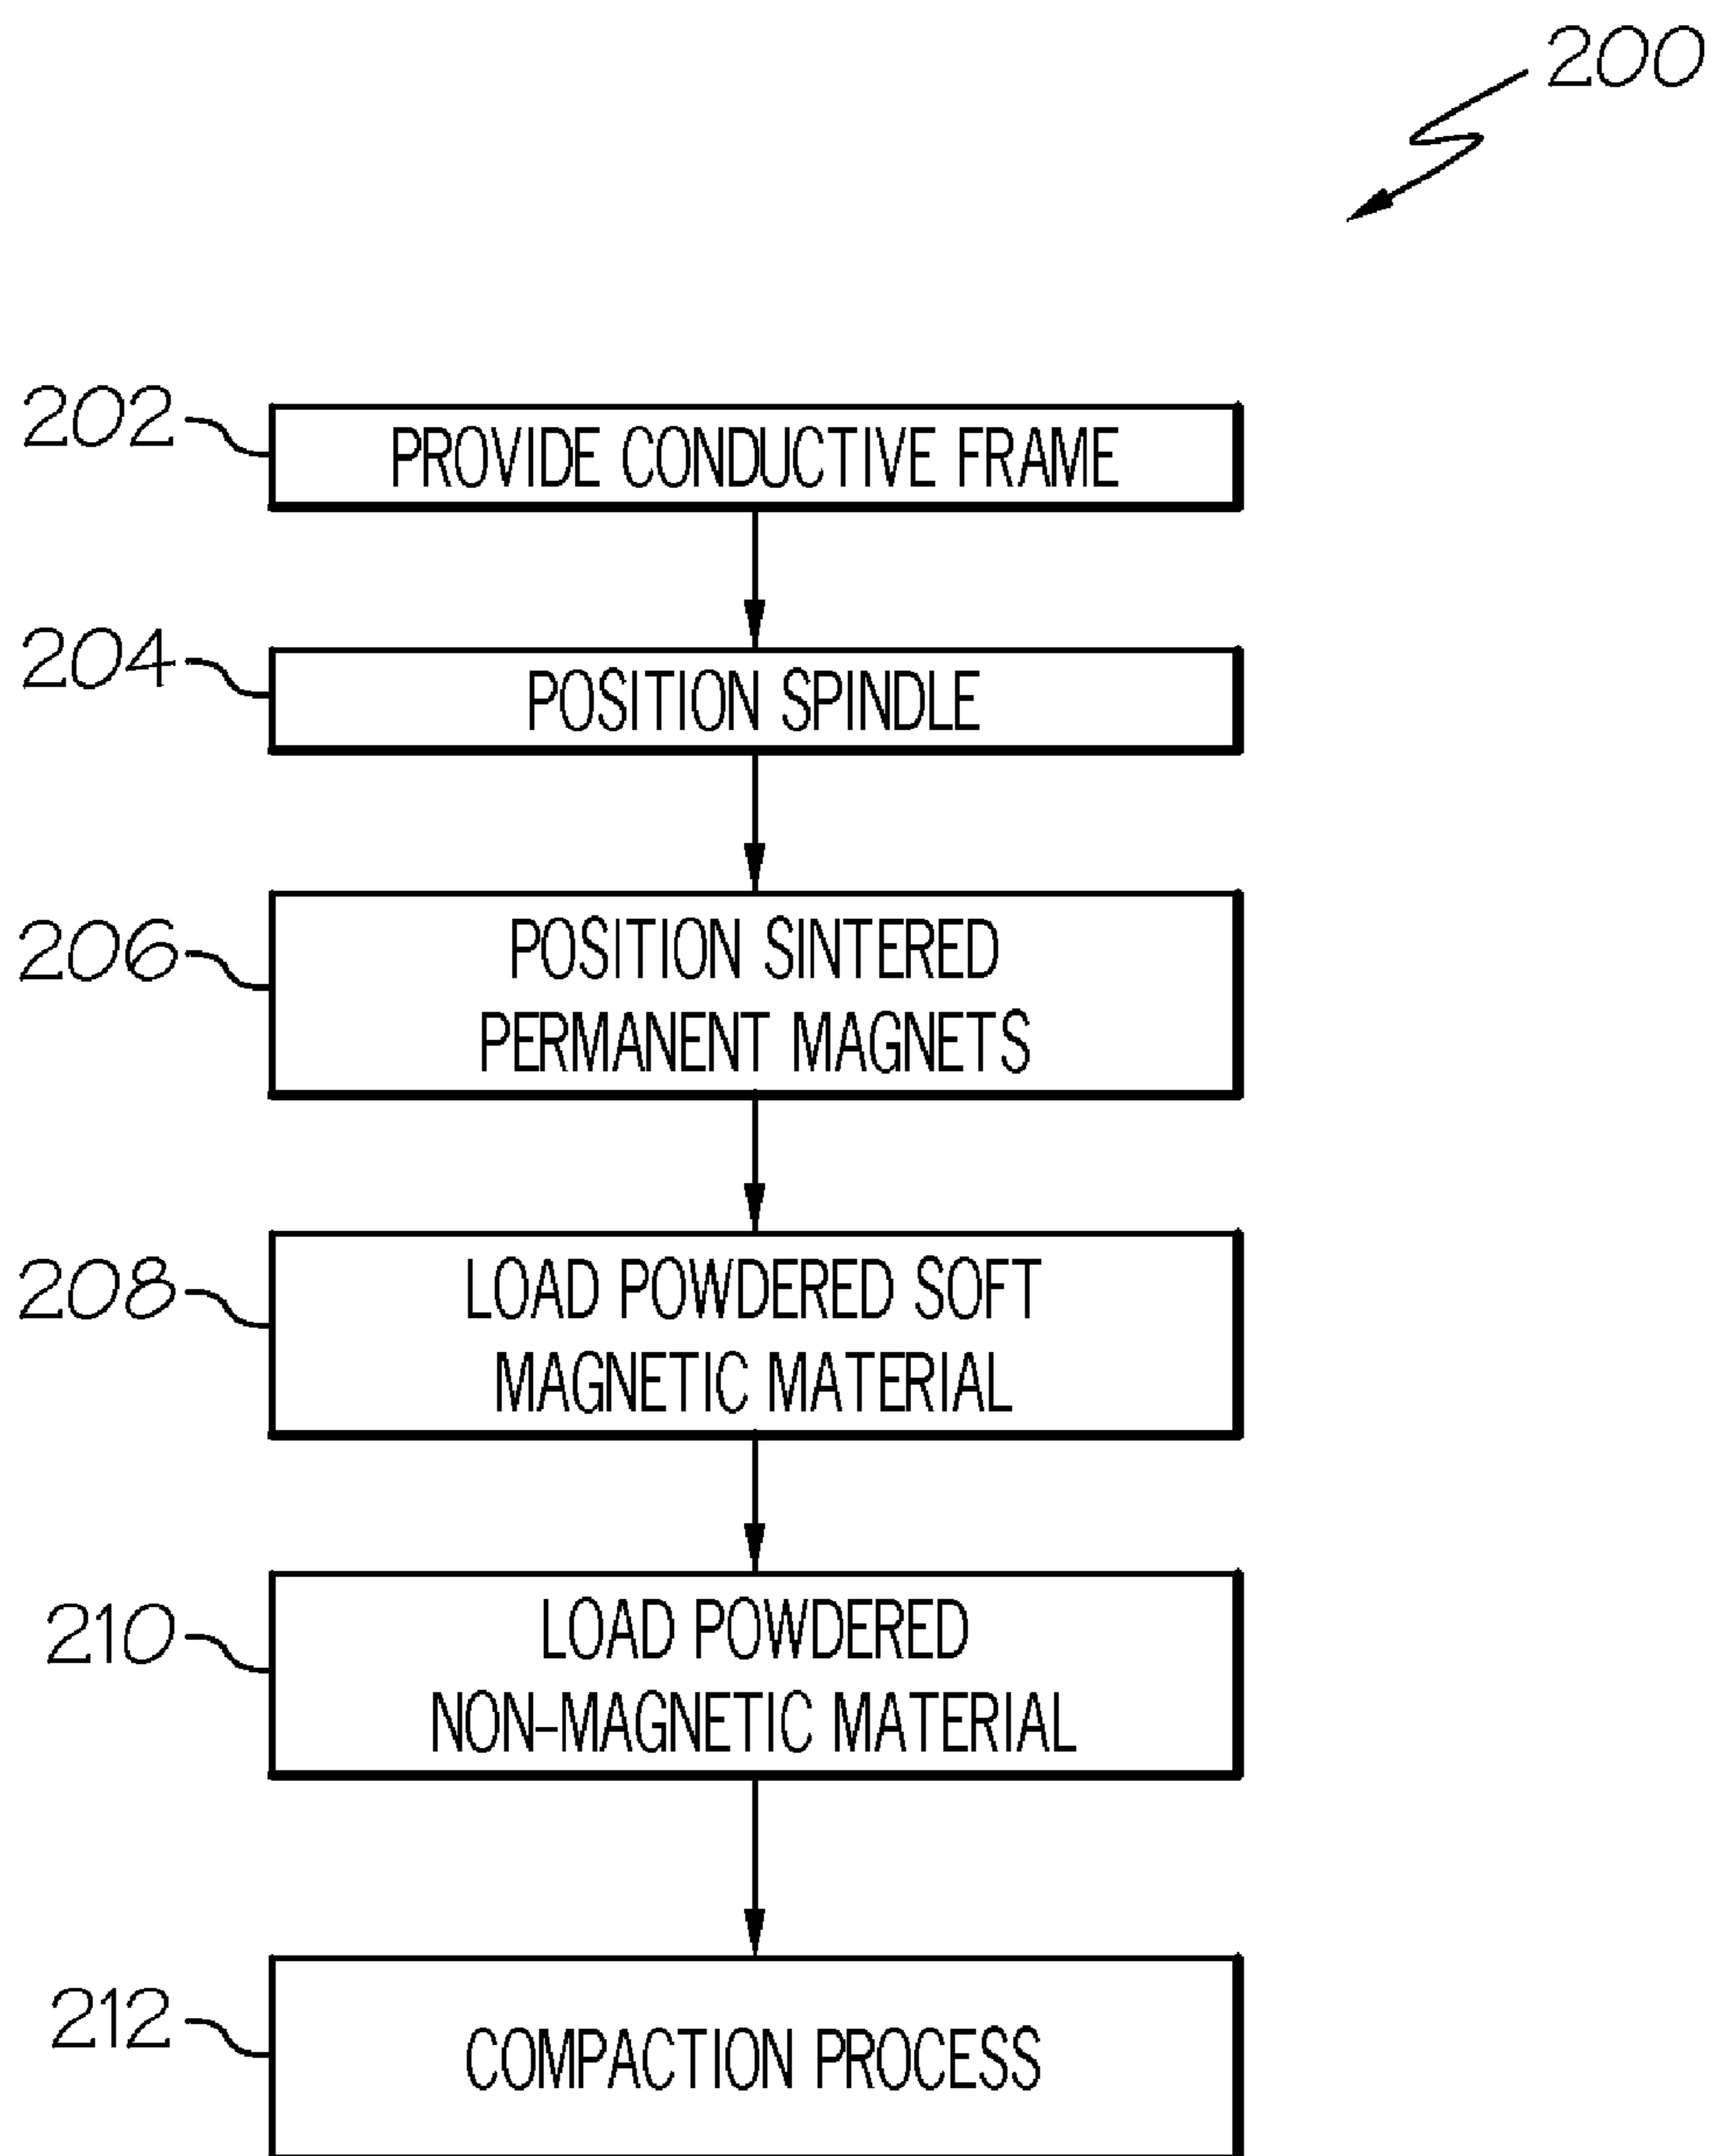 200
202
PROVIDE CONDUCTIVE FRAME
204
POSITION SPINDLE
206
POSITION SINTERED
PERMANENT MAGNETS
208
LOAD POWDERED SOFT
MAGNETIC MATERIAL
210
LOAD POWDERED
NON-MAGNETIC MATERIAL
212
COMPACTION PROCESS